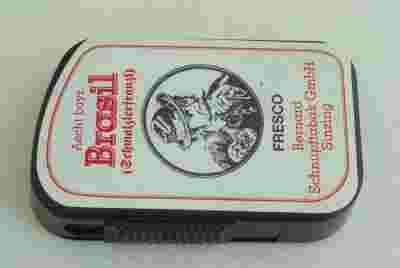 Aecht bayr.
Brasil
(Schmalzlerfranzl)
FRESCO
Bernard
Schnupftabak GmbH
Sinzing